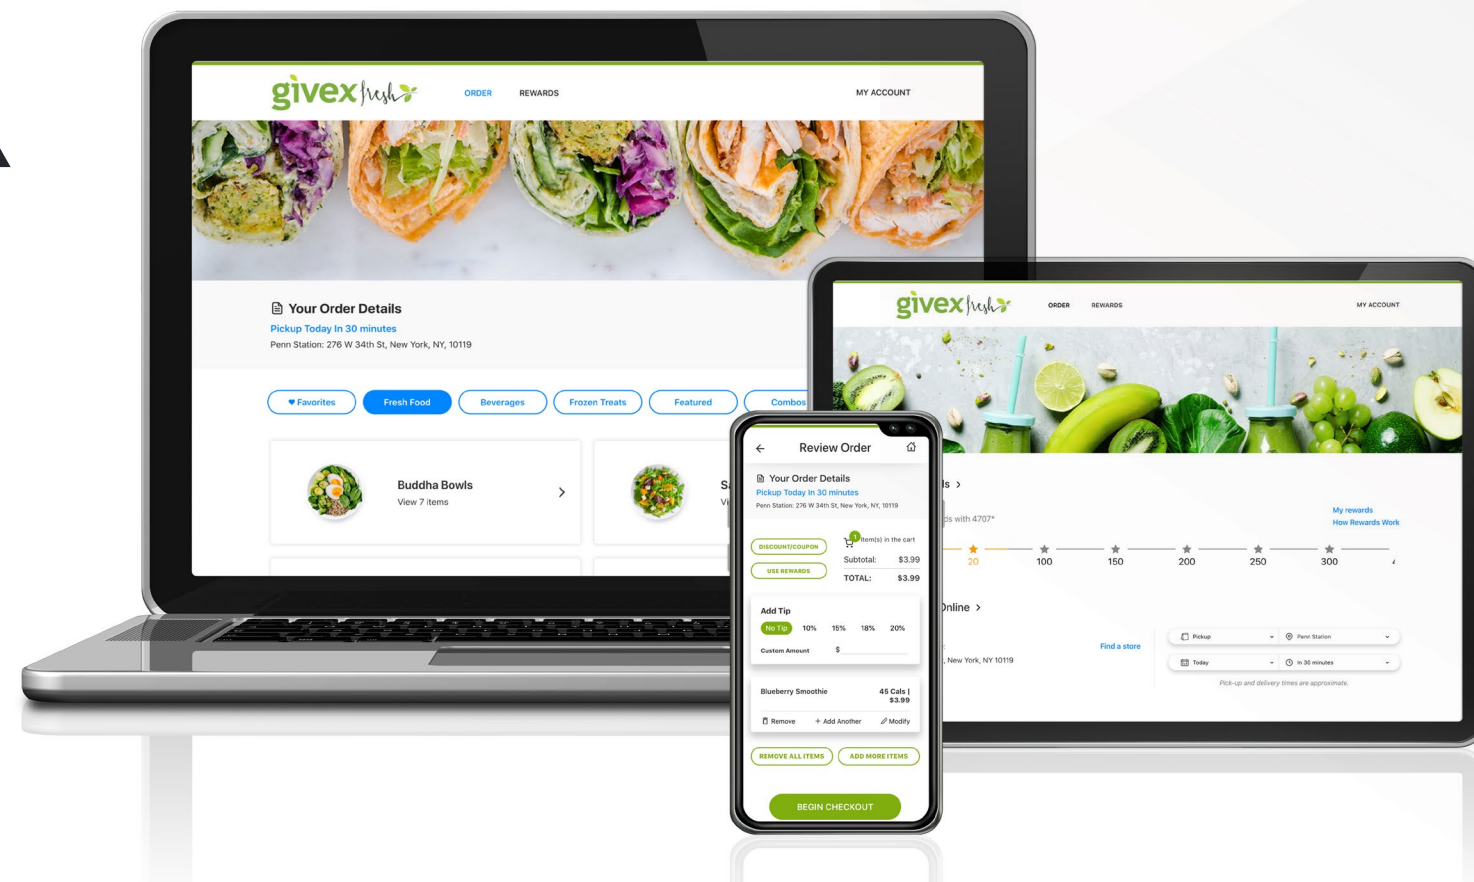 givex fresh
ORDER
REWARDS
MY ACCOUNT
Your Order Details
Pickup Today In 30 minutes
Penn Station: 276 W 34th St, New York, NY, 10119
Favorites
Fresh Food
Beverages
Frozen Treats
Featured
Combos
Buddha Bowls
View 7 items
givex fresh
ORDER
REWARDS
MY ACCOUNT
with 4707*
My rewards
How Rewards Work
20
100
150
200
250
300
Online
Find a store
, New York, NY 10119
Pickup
Penn Station
Today
in 30 minutes
Pick-up and delivery times are approximate.
Review Order
Your Order Details
Pickup Today In 30 minutes
Penn Station: 276 W 34th St, New York, NY, 10119
DISCOUNT/COUPON
USE REWARDS
1 Item(s) in the cart
Subtotal: $3.99
TOTAL: $3.99
Add Tip
No Tip 10% 15% 18% 20%
Custom Amount $
Blueberry Smoothie 45 Cals |
$3.99
Remove + Add Another Modify
REMOVE ALL ITEMS
ADD MORE ITEMS
BEGIN CHECKOUT